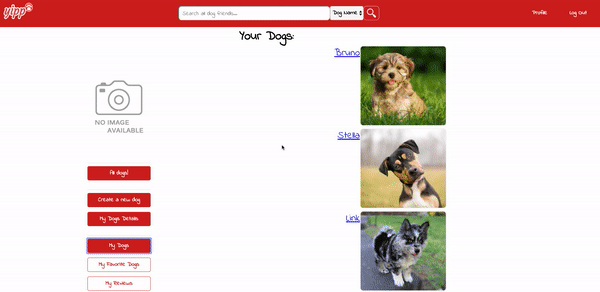 yipp
Search all dog friends...
Dog Name
Profile
Log Out
Your Dogs:
Bruno
NO IMAGE
AVAILABLE
Stella
All dogs!
Create a new dog
My Dogs Details
Link
My Dogs
My Favorite Dogs
My Reviews